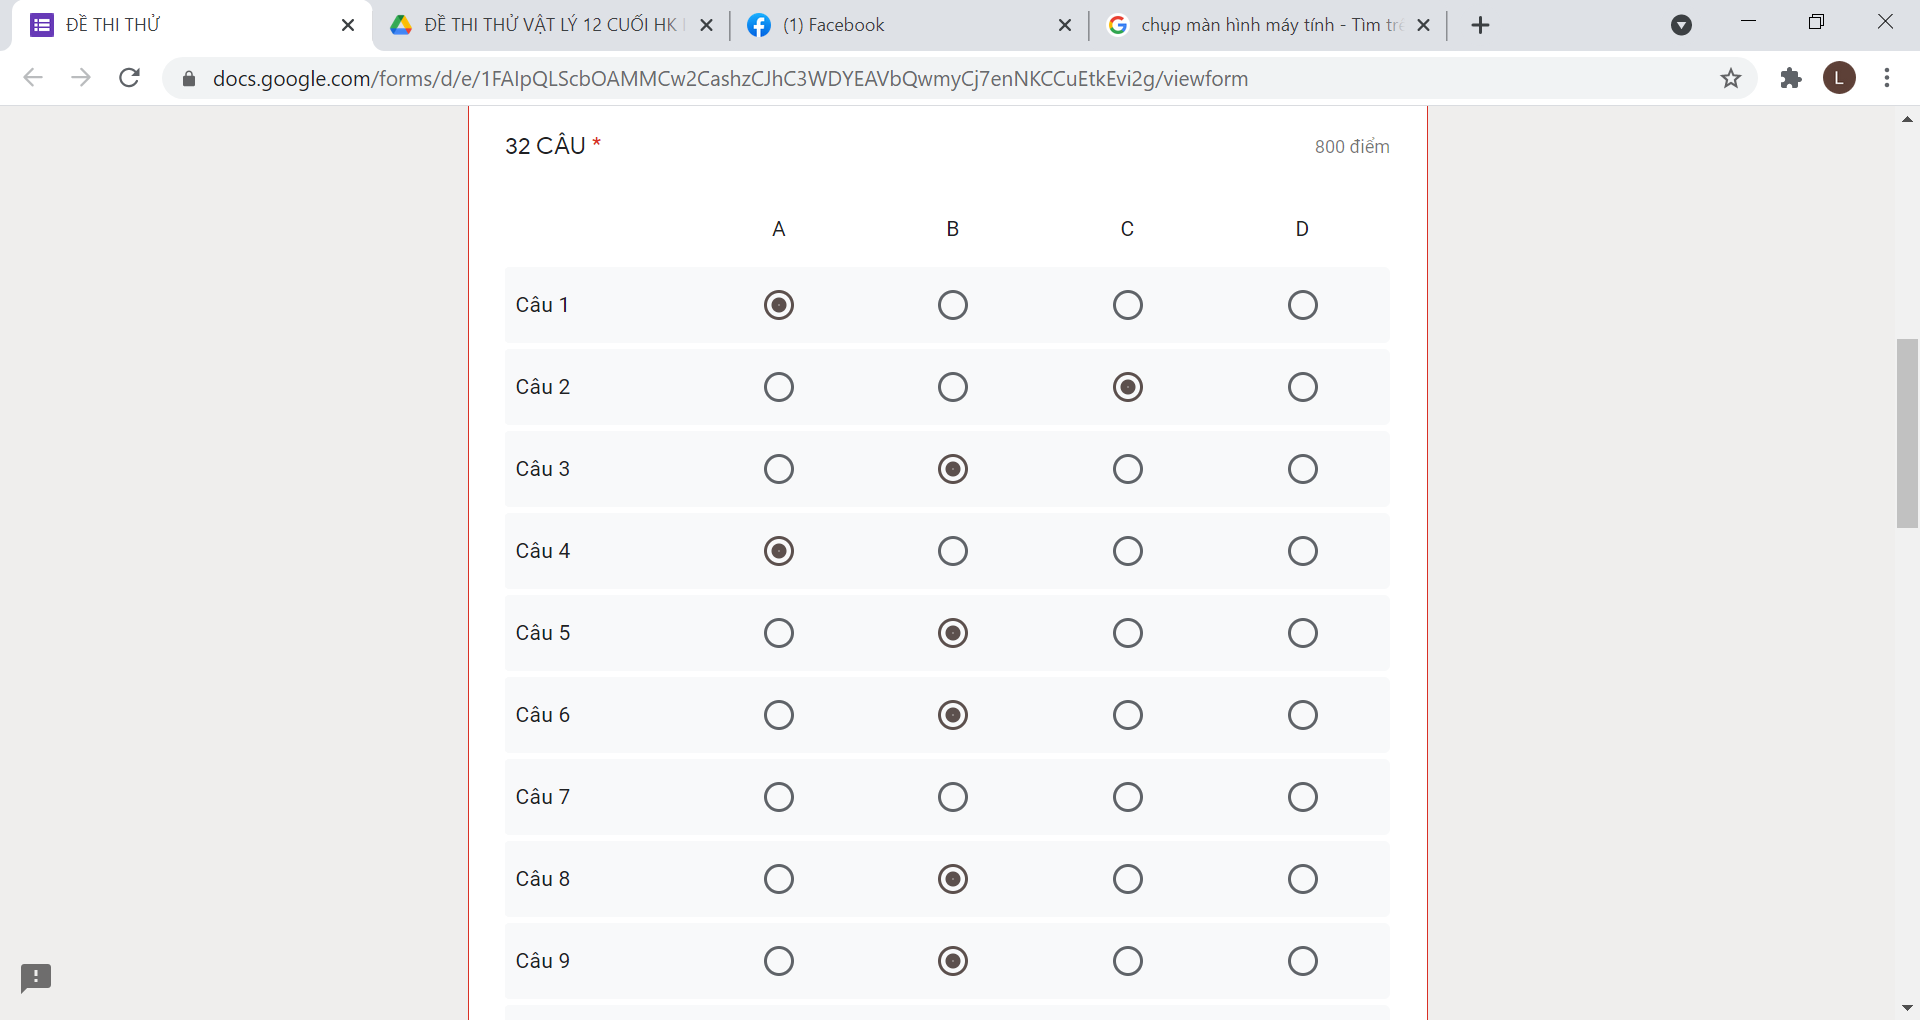 ĐỀ THI THỬ
ĐỀ THI THỬ VẬT LÝ 12 CUỐI HK
(1) Facebook
chụp màn hình máy tính - Tìm trê
docs.google.com/forms/d/e/1FAIpQLScbOAMMCw2CashzCJhC3WDYEAVbQwmyCj7enNKCCuEtkEvi2g/viewform
L
32 CÂU *
800 điểm
A B C D
Câu 1
Câu 2
Câu 3
Câu 4
Câu 5
Câu 6
Câu 7
Câu 8
Câu 9